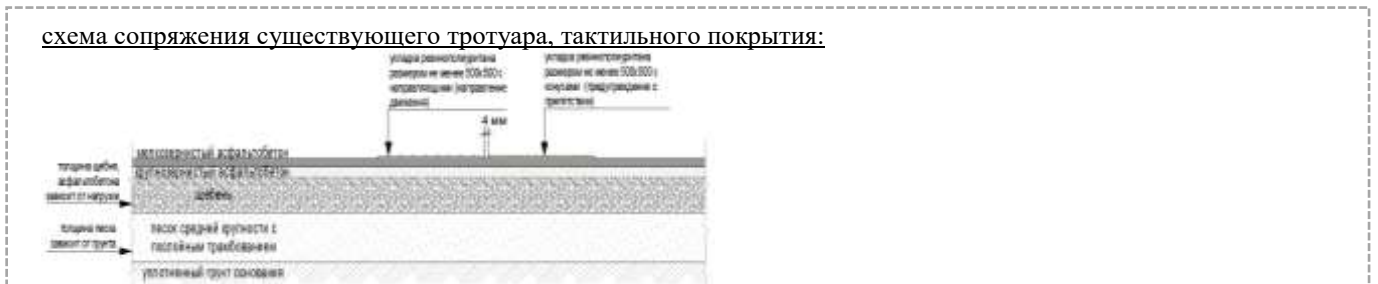 схема сопряжения существующего тротуара, тактильного покрытия:
укладка резинополиуретана
размером не менее 500х500 с
направляющими (направление
движения)
укладка резинополиуретана
размером не менее 500х500 с
конусами (предупреждение о
препятствии)
4 мм
мелкозернистый асфальтобетон
крупнозернистый асфальтобетон
толщина щебня,
асфальтобетона
зависит от нагрузки
щебень
толщина песка
зависит от грунта
песок средней крупности с
послойным трамбованием
уплотненный грунт основания